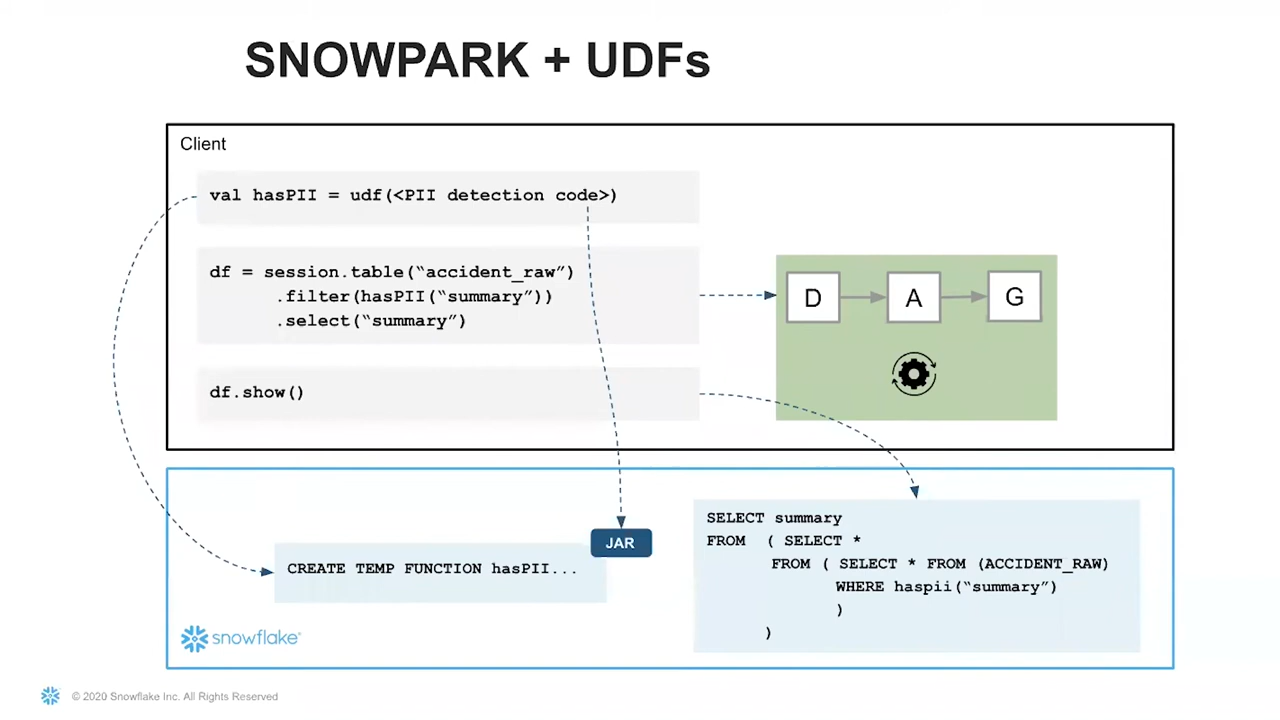 SNOWPARK + UDFs
Client
val hasPII = udf(<PII detection code>)
df = session.table(“accident_raw”)
.filter(hasPII(“summary”))
.select(“summary”)
df.show()
D A G
JAR
CREATE TEMP FUNCTION hasPII...
SELECT summary
FROM ( SELECT *
FROM ( SELECT * FROM (ACCIDENT_RAW)
WHERE haspii(“summary”)
)
)
snowflake®
© 2020 Snowflake Inc. All Rights Reserved